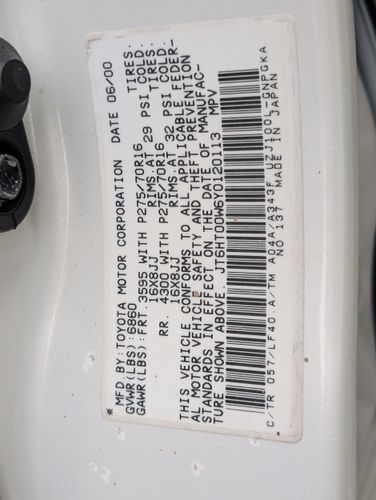 MFD BY:TOYOTA MOTOR CORPORATION DATE 06/00
GVWR(LBS):6860
GAWR(LBS):FRT. 3595 WITH P275/70R16 TIRES.
16X8JJ RIMS.AT 29 PSI COLD.
RR. 4300 WITH P275/70R16 TIRES.
16X8JJ RIMS.AT 32 PSI COLD.
THIS VEHICLE CONFORMS TO ALL APPLICABLE FEDER-
AL MOTOR VEHICLE SAFETY AND THEFT PREVENTION
STANDARDS IN EFFECT ON THE DATE OF MANUFAC-
TURE SHOWN ABOVE. JT6HT00W6Y0120113 MPV
C/TR 057/LF40.A/TM A04A/A343F UZJ100L-GNPGKA
NO.137 MADE IN JAPAN